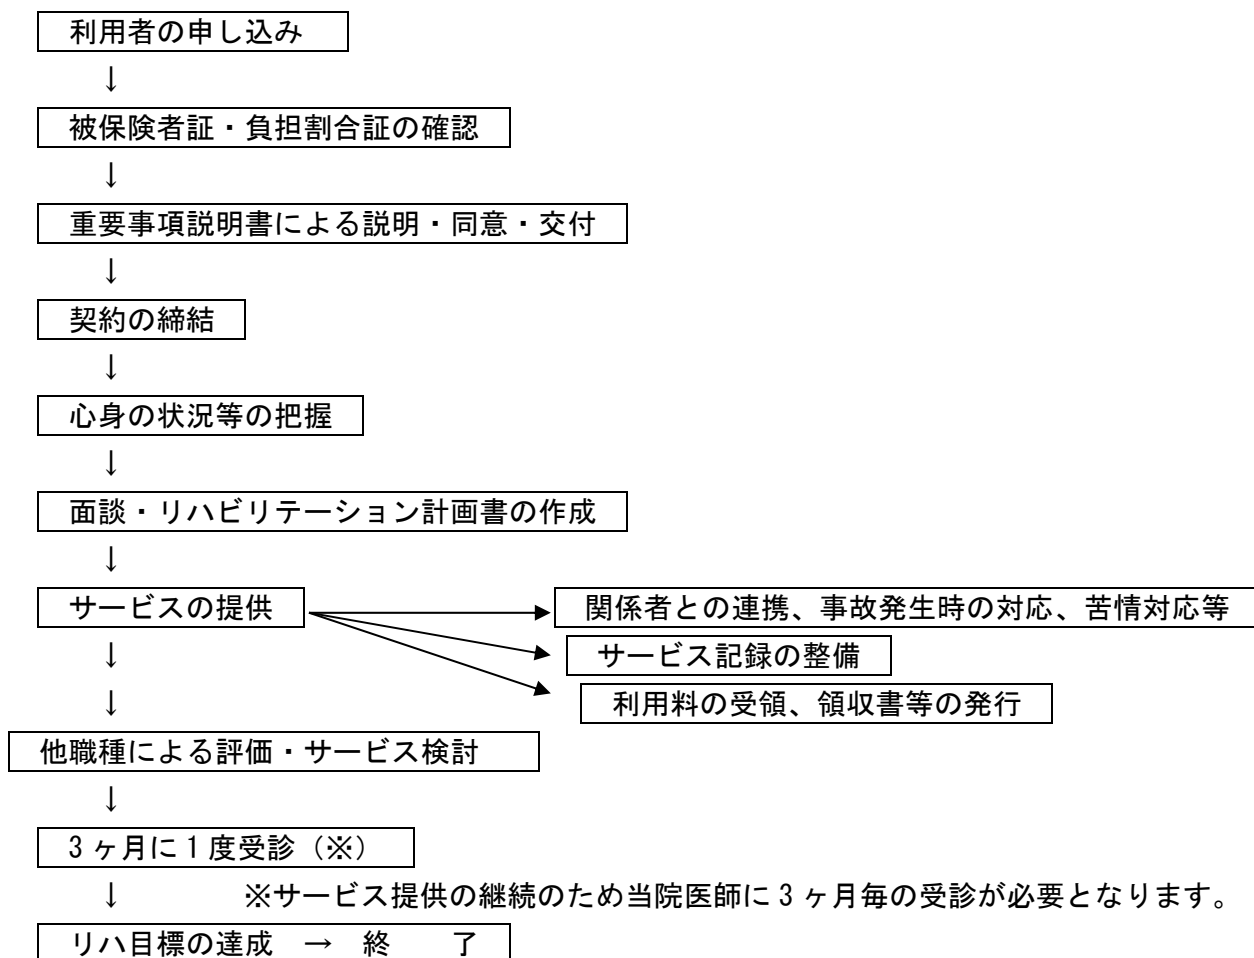 利用者の申し込み
↓
被保険者証・負担割合証の確認
↓
重要事項説明書による説明・同意・交付
↓
契約の締結
↓
心身の状況等の把握
↓
面談・リハビリテーション計画書の作成
↓
サービスの提供
関係者との連携、事故発生時の対応、苦情対応等
↓
サービス記録の整備
↓
利用料の受領、領収書等の発行
他職種による評価・サービス検討
↓
3ヶ月に1度受診（※）
↓ ※サービス提供の継続のため当院医師に3ヶ月毎の受診が必要となります。
リハ目標の達成 → 終 了